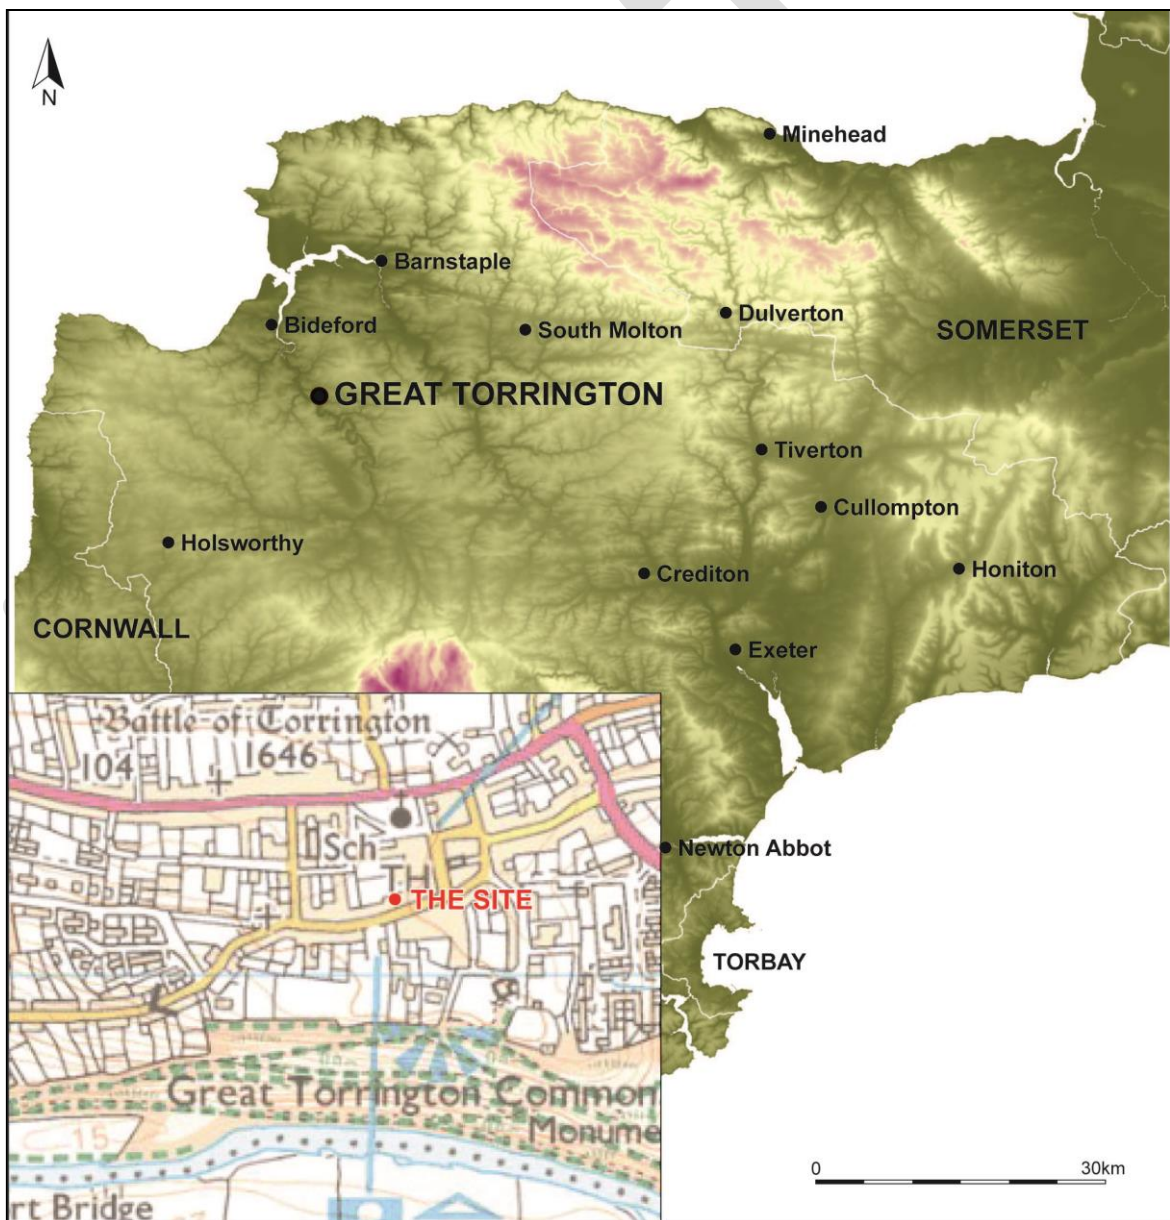 N
Minehead
Barnstaple
Bideford
South Molton
Dulverton
SOMERSET
GREAT TORRINGTON
Tiverton
Cullompton
Holsworthy
Crediton
Honiton
CORNWALL
Exeter
Newton Abbot
TORBAY
Battle of Torrington
104
1646
Sch
TH
THE SITE
Great Torrington Common
Monume
15
rt Bridge
0 30km